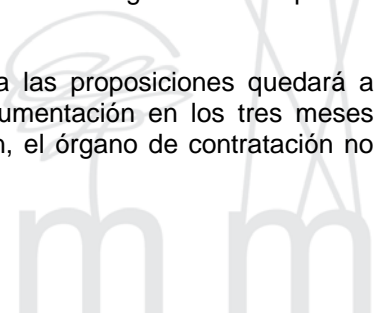 a las proposiciones quedará a
umentación en los tres meses
n, el órgano de contratación no
m m